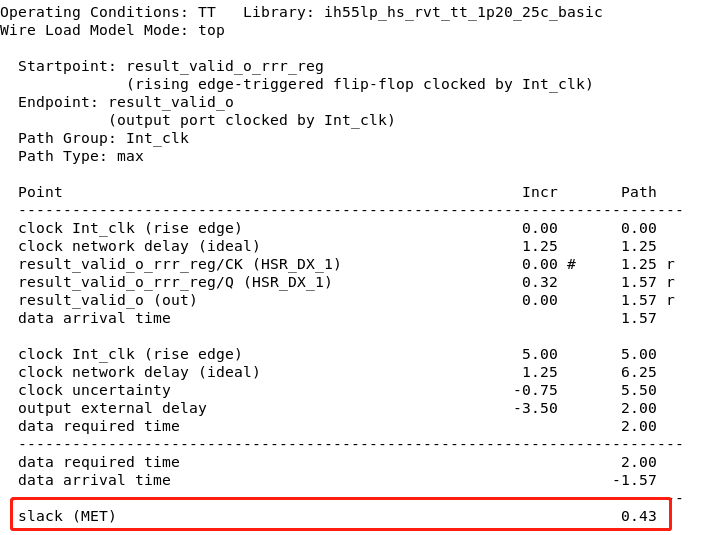 Operating Conditions: TT   Library: ih55lp_hs_rvt_tt_1p20_25c_basic
Wire Load Model Mode: top
  Startpoint: result_valid_o_rrr_reg
              (rising edge-triggered flip-flop clocked by Int_clk)
  Endpoint: result_valid_o
            (output port clocked by Int_clk)
  Path Group: Int_clk
  Path Type: max
  Point                                                   Incr       Path
  --------------------------------------------------------------------------
  clock Int_clk (rise edge)                               0.00       0.00
  clock network delay (ideal)                             1.25       1.25
  result_valid_o_rrr_reg/CK (HSR_DX_1)                    0.00 #     1.25 r
  result_valid_o_rrr_reg/Q (HSR_DX_1)                     0.32       1.57 r
  result_valid_o (out)                                    0.00       1.57 r
  data arrival time                                                  1.57
  clock Int_clk (rise edge)                               5.00       5.00
  clock network delay (ideal)                             1.25       6.25
  clock uncertainty                                      -0.75       5.50
  output external delay                                  -3.50       2.00
  data required time                                                 2.00
  --------------------------------------------------------------------------
  data required time                                                 2.00
  data arrival time                                                 -1.57
  --
  slack (MET)                                                        0.43